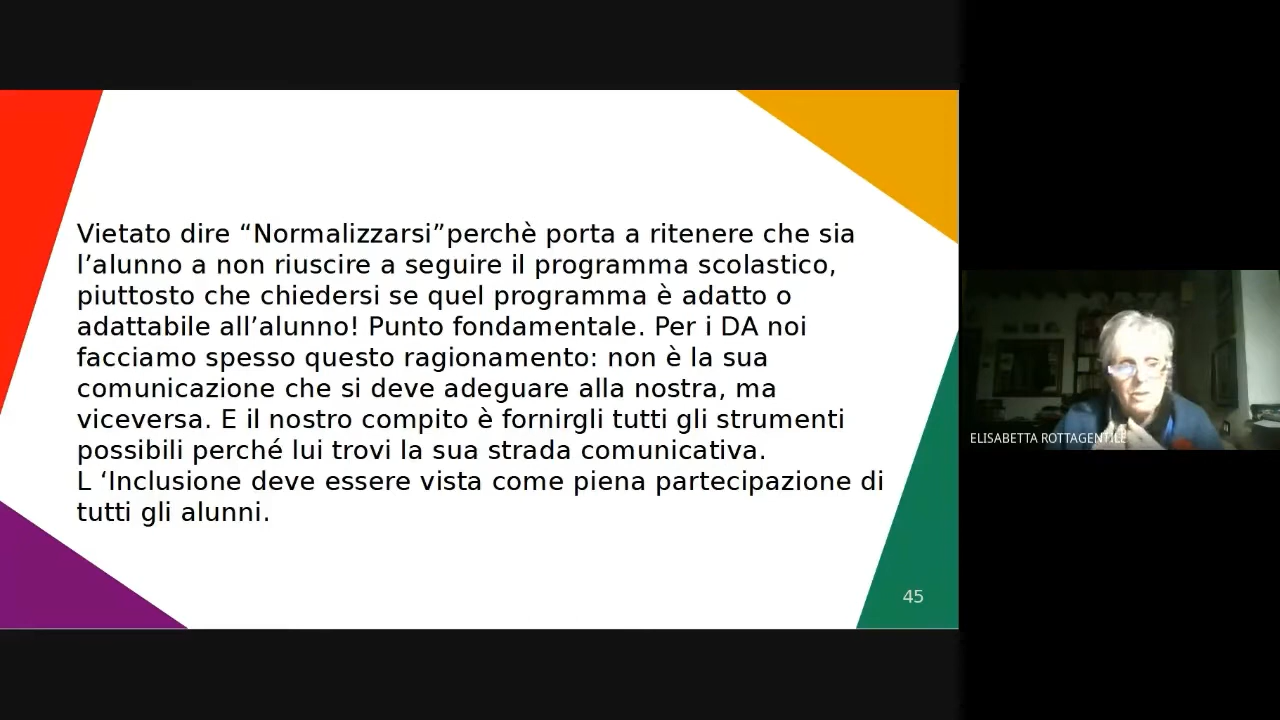 Vietato dire “Normalizzarsi”perchè porta a ritenere che sia
l’alunno a non riuscire a seguire il programma scolastico,
piuttosto che chiedersi se quel programma è adatto o
adattabile all’alunno! Punto fondamentale. Per i DA noi
facciamo spesso questo ragionamento: non è la sua
comunicazione che si deve adeguare alla nostra, ma
viceversa. E il nostro compito è fornirgli tutti gli strumenti
possibili perché lui trovi la sua strada comunicativa.
L ‘Inclusione deve essere vista come piena partecipazione di
tutti gli alunni.
45
ELISABETTA ROTTAGENTILE